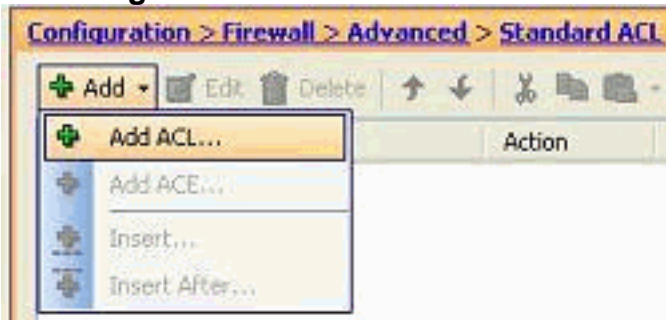 Configuration > Firewall > Advanced > Standard ACL
Add Edit Delete
Add ACL... Action
Add ACE...
Insert...
Insert After...